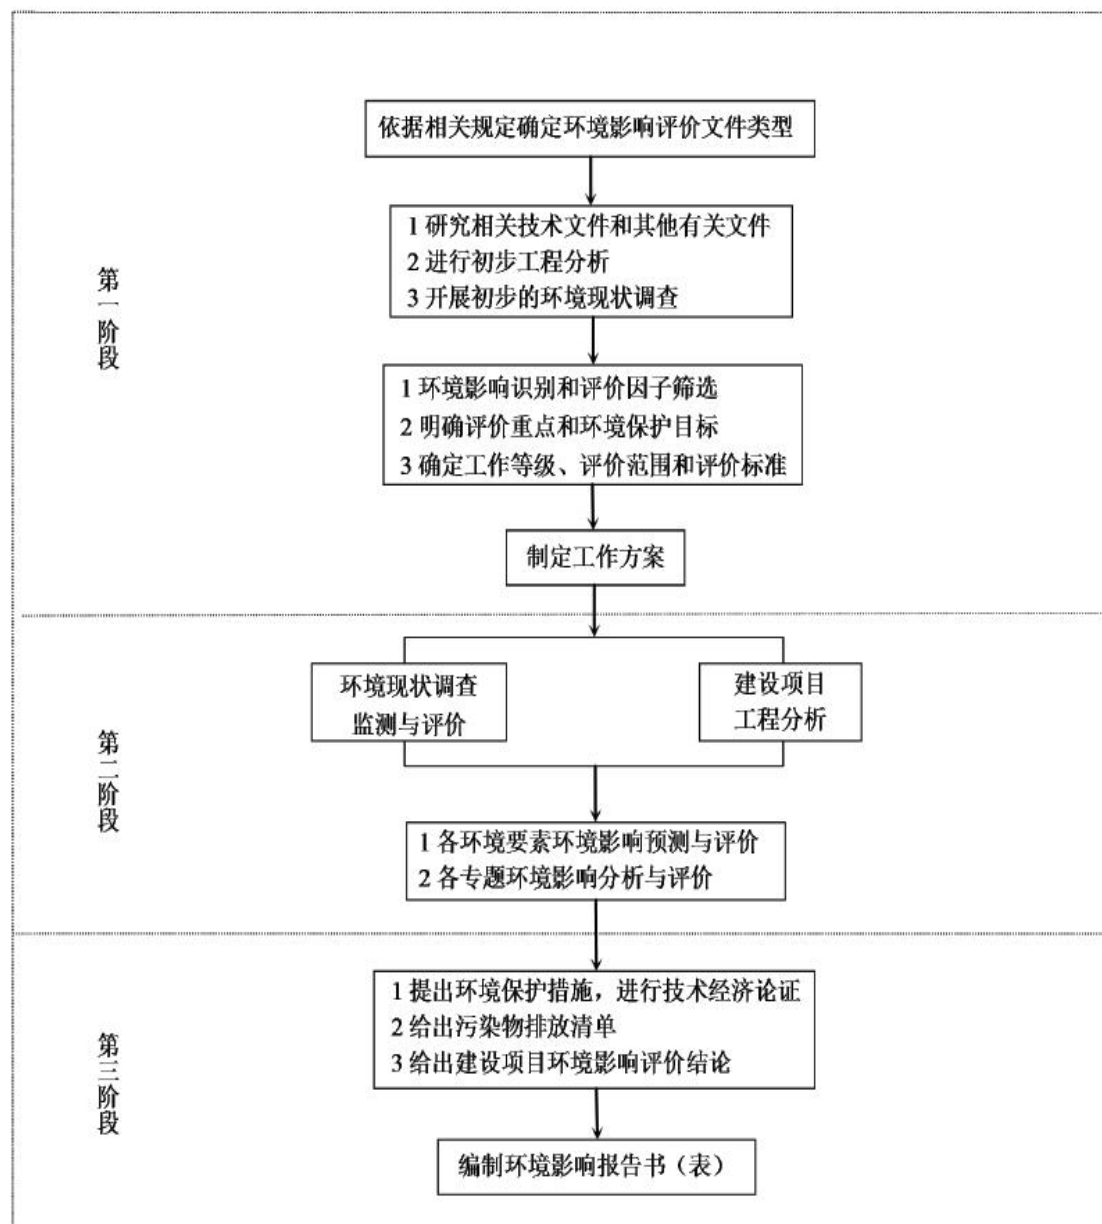 依据相关规定确定环境影响评价文件类型
1 研究相关技术文件和其他有关文件
2 进行初步工程分析
3 开展初步的环境现状调查
第一阶段
1 环境影响识别和评价因子筛选
2 明确评价重点和环境保护目标
3 确定工作等级、评价范围和评价标准
制定工作方案
环境现状调查
监测与评价
建设项目
工程分析
第二阶段
1 各环境要素环境影响预测与评价
2 各专题环境影响分析与评价
1 提出环境保护措施，进行技术经济论证
2 给出污染物排放清单
3 给出建设项目环境影响评价结论
第三阶段
编制环境影响报告书（表）